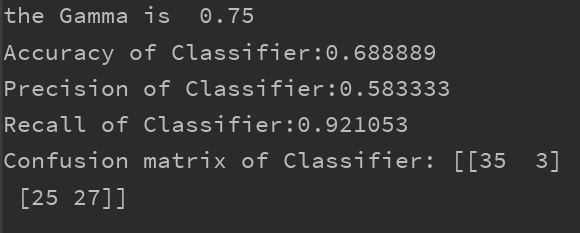 the Gamma is  0.75
Accuracy of Classifier:0.688889
Precision of Classifier:0.583333
Recall of Classifier:0.921053
Confusion matrix of Classifier: [[35  3]
 [25 27]]